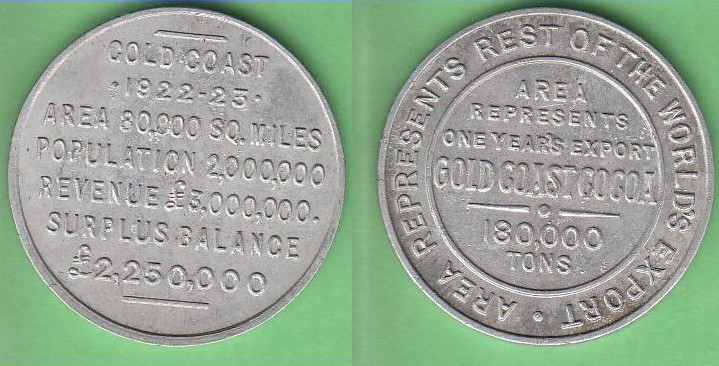 GOLD COAST
· 1922-23 ·
AREA 80,000 SQ. MILES
POPULATION 2,000,000
REVENUE £3,000,000.
SURPLUS BALANCE
£2,250,000
AREA REPRESENTS REST OF THE WORLD'S EXPORT ·
AREA
REPRESENTS
ONE YEAR'S EXPORT
GOLD COAST COCOA
180,000
TONS